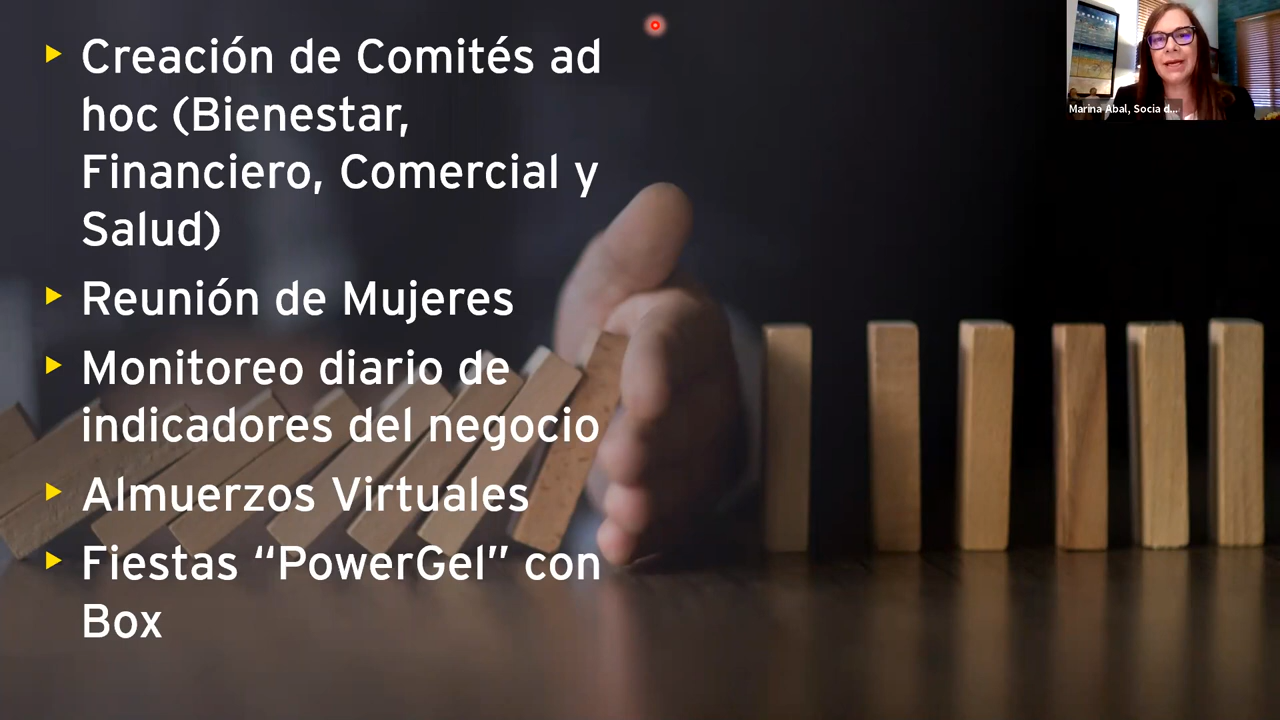 Creación de Comités ad
hoc (Bienestar,
Financiero, Comercial y
Salud)
Reunión de Mujeres
Monitoreo diario de
indicadores del negocio
Almuerzos Virtuales
Fiestas “PowerGel” con
Box
Marina Abal, Socia d...